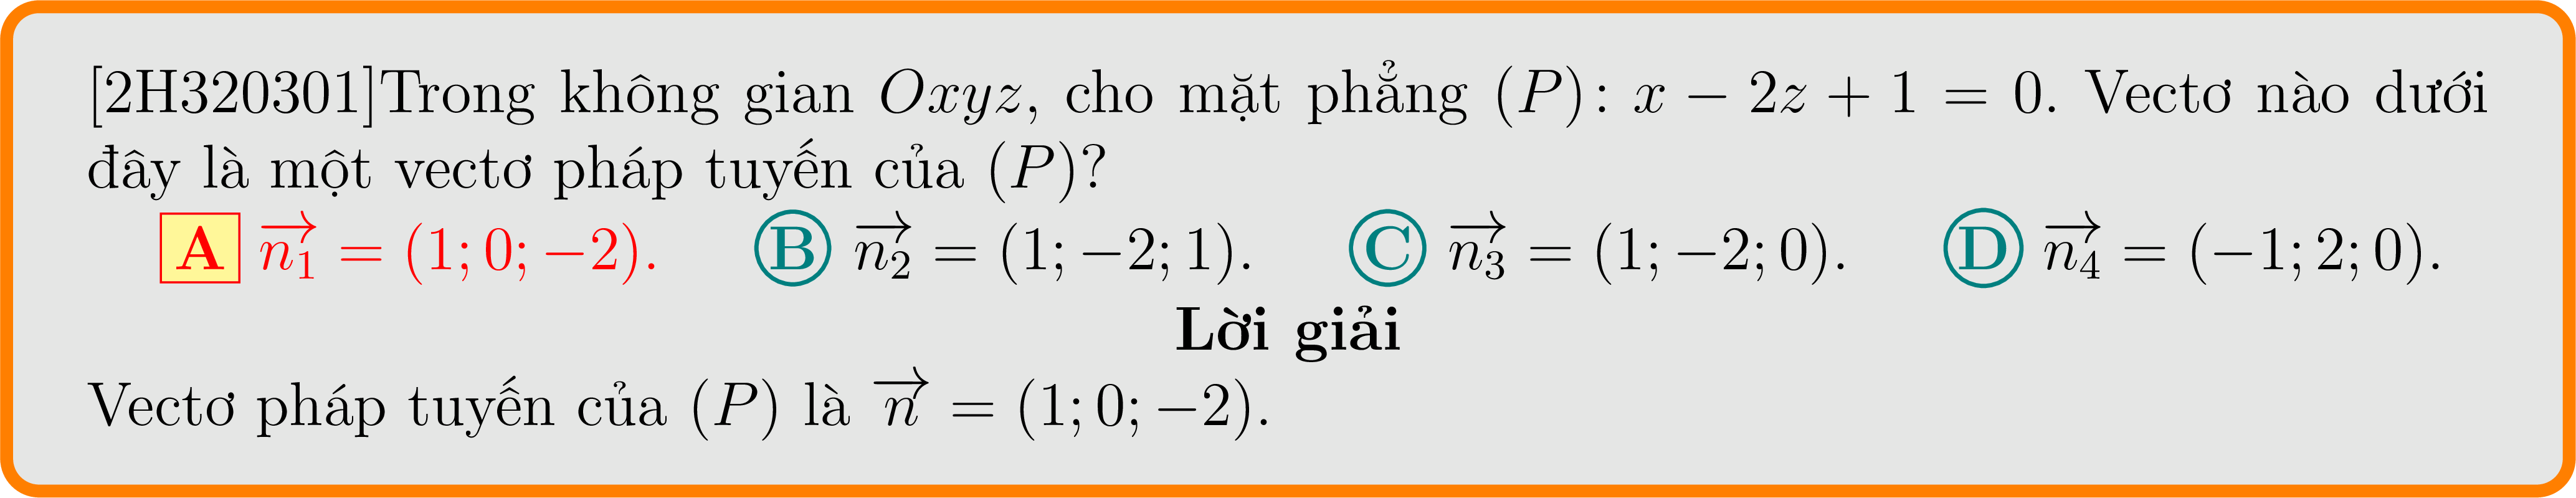 [2H320301]Trong không gian Oxyz, cho mặt phẳng (P): x − 2z + 1 = 0. Vectơ nào dưới
đây là một vectơ pháp tuyến của (P)?
A $\overrightarrow{n_1}$ = (1; 0; −2). B $\overrightarrow{n_2}$ = (1; −2; 1). C $\overrightarrow{n_3}$ = (1; −2; 0). D $\overrightarrow{n_4}$ = (−1; 2; 0).
Lời giải
Vectơ pháp tuyến của (P) là $\overrightarrow{n}$ = (1; 0; −2).